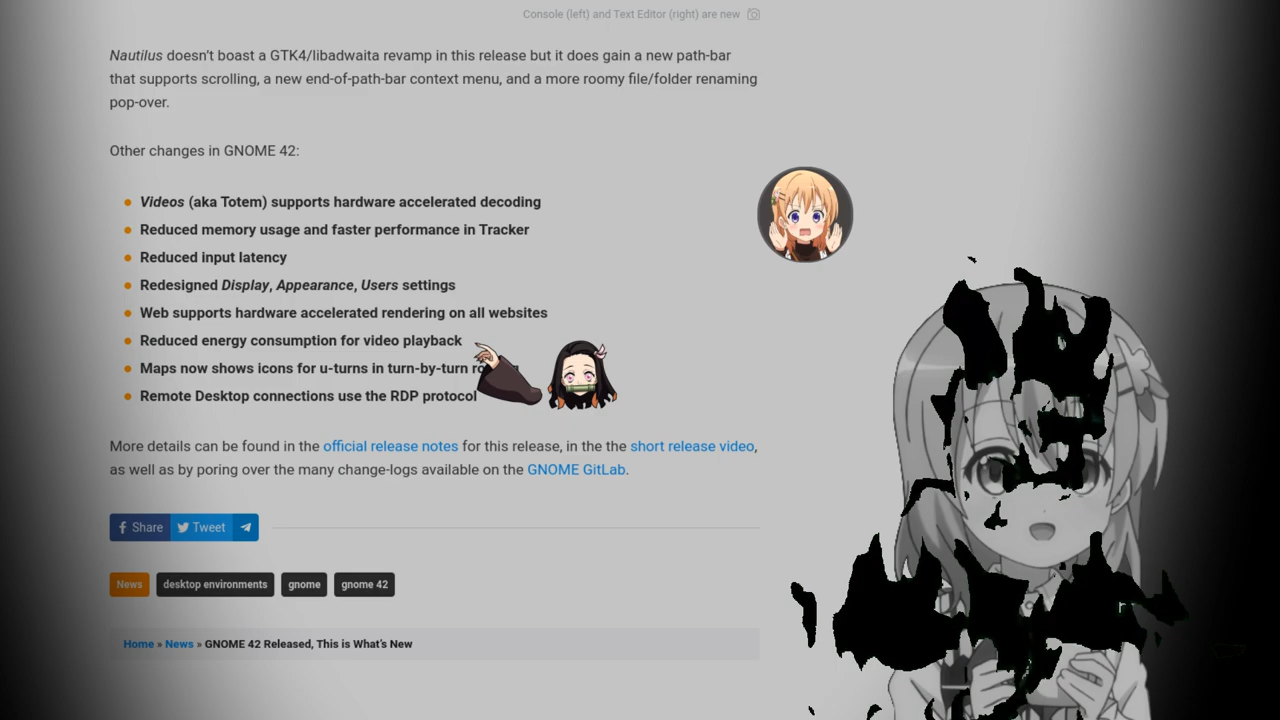 Console (left) and Text Editor (right) are new
Nautilus doesn't boast a GTK4/libadwaita revamp in this release but it does gain a new path-bar
that supports scrolling, a new end-of-path-bar context menu, and a more roomy file/folder renaming
pop-over.
Other changes in GNOME 42:
Videos (aka Totem) supports hardware accelerated decoding
Reduced memory usage and faster performance in Tracker
Reduced input latency
Redesigned Display, Appearance, Users settings
Web supports hardware accelerated rendering on all websites
Reduced energy consumption for video playback
Maps now shows icons for u-turns in turn-by-turn
Remote Desktop connections use the RDP protocol
More details can be found in the official release notes for this release, in the the short release video,
as well as by poring over the many change-logs available on the GNOME GitLab.
Share Tweet
News desktop environments gnome gnome 42
Home » News » GNOME 42 Released, This is What's New